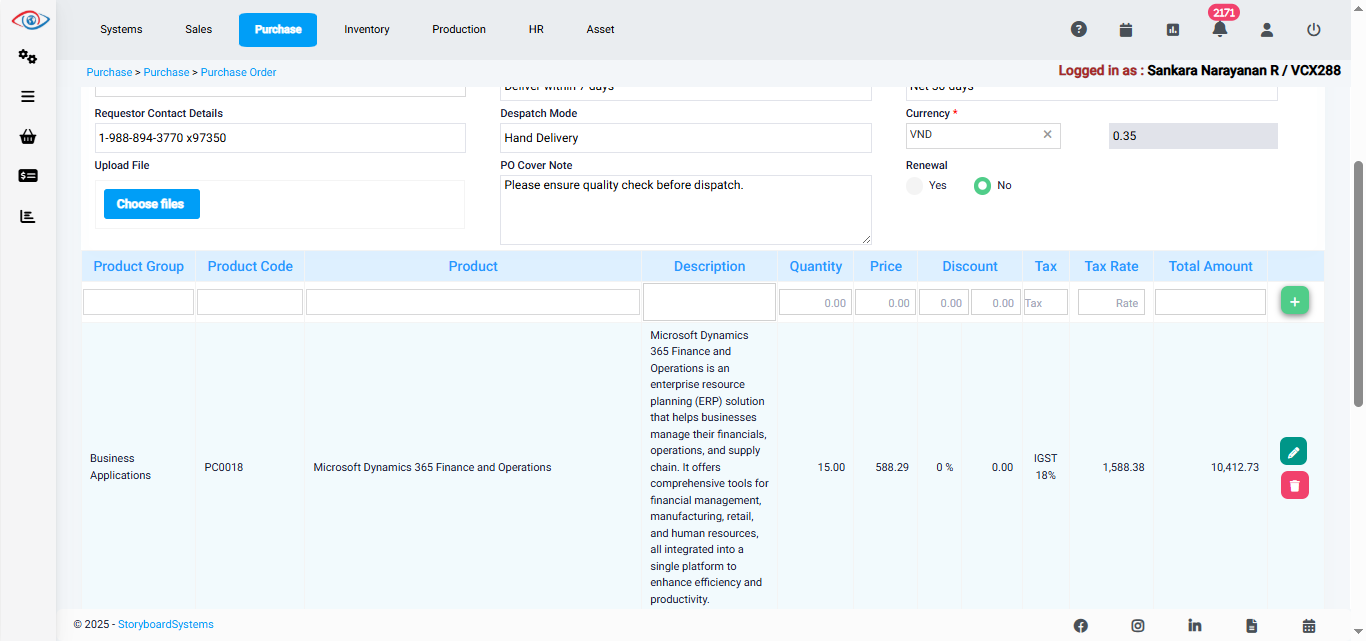 2171
Systems Sales Purchase Inventory Production HR Asset
Purchase > Purchase > Purchase Order
Logged in as : Sankara Narayanan R / VCX288
Deliver within 7 days
Net 30 days
Requestor Contact Details
Despatch Mode
Currency *
1-988-894-3770 x97350
Hand Delivery
VND
0.35
Upload File
PO Cover Note
Renewal
Choose files
Please ensure quality check before dispatch.
Yes No
Product Group Product Code Product Description Quantity Price Discount Tax Tax Rate Total Amount
0.00 0.00 0.00 0.00 Tax Rate
Business
Applications
PC0018
Microsoft Dynamics 365 Finance and Operations
Microsoft Dynamics
365 Finance and
Operations is an
enterprise resource
planning (ERP) solution
that helps businesses
manage their financials,
operations, and supply
chain. It offers
comprehensive tools for
financial management,
manufacturing, retail,
and human resources,
all integrated into a
single platform to
enhance efficiency and
productivity.
15.00 588.29 0 % 0.00
IGST
18%
1,588.38 10,412.73
© 2025 - StoryboardSystems